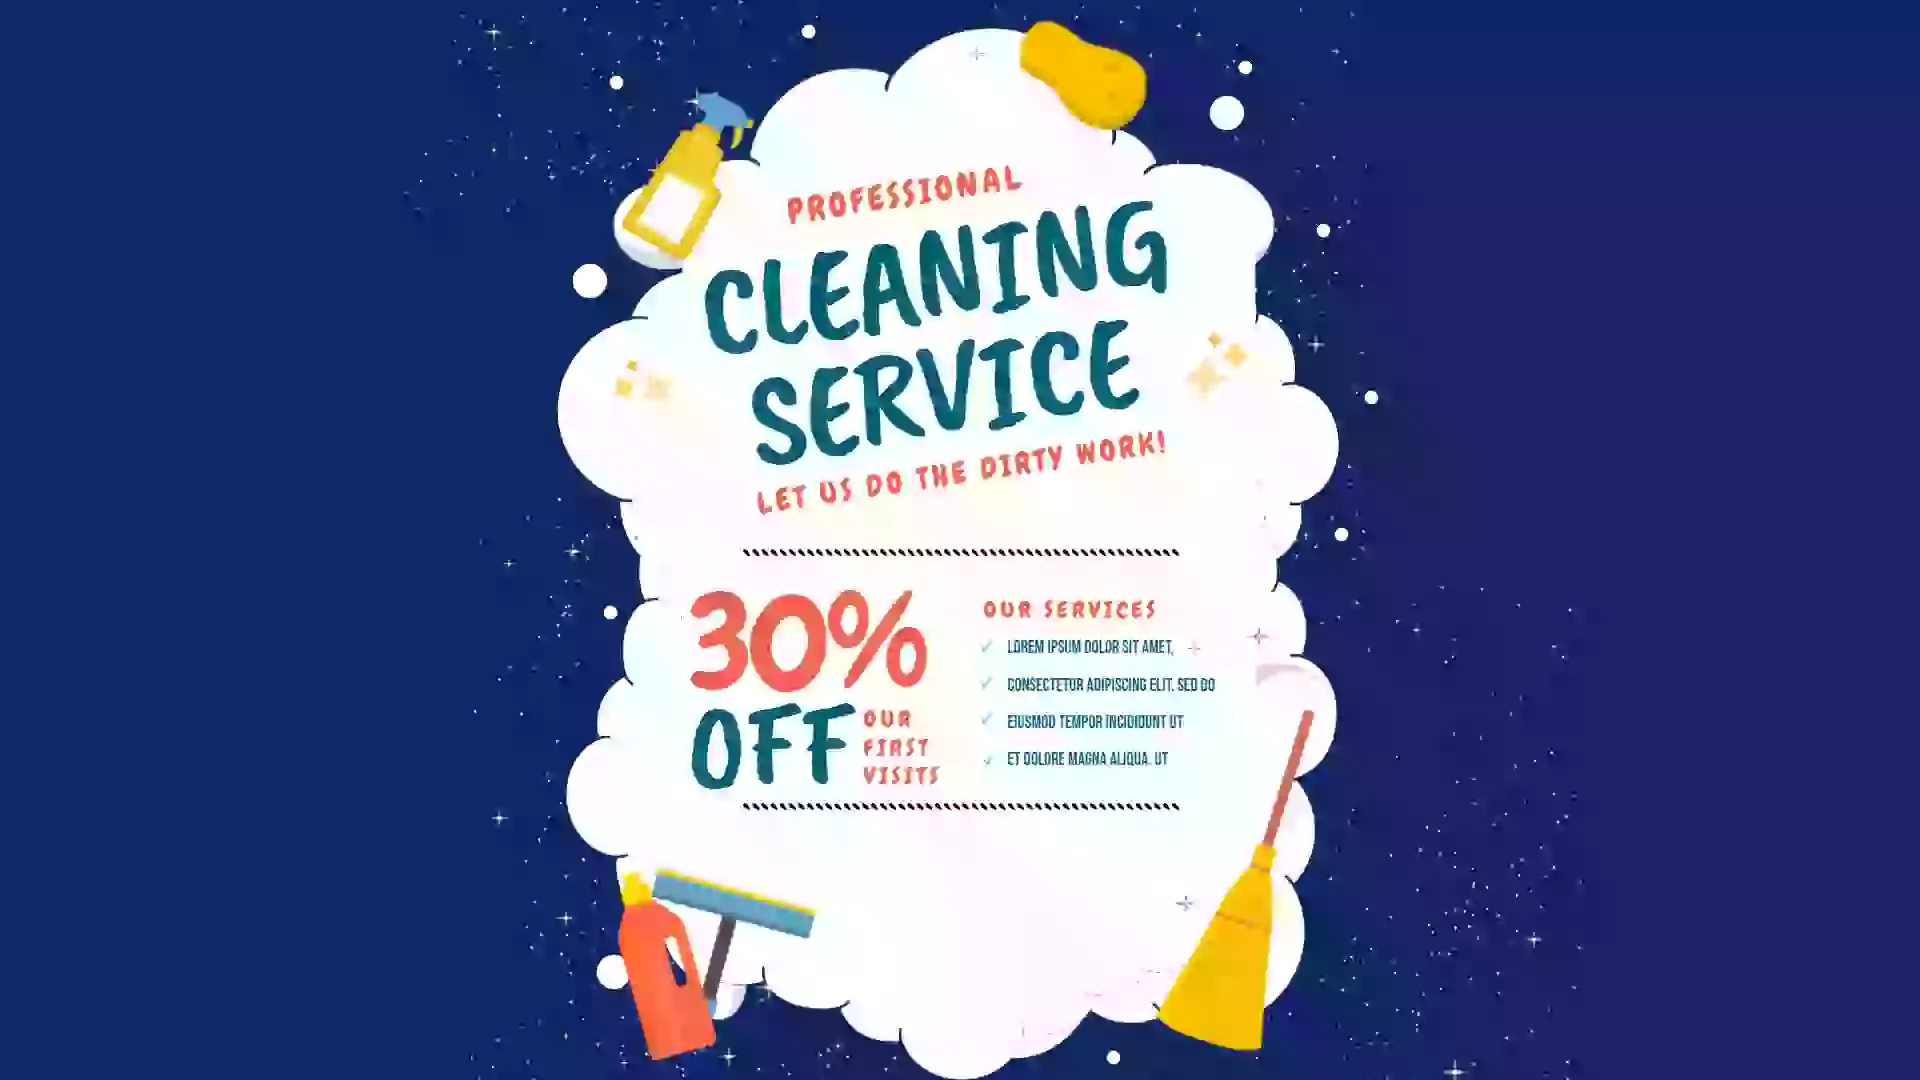 PROFESSIONAL
CLEANING
SERVICE
LET US DO THE DIRTY WORK!
30%
OFF
OUR
FIRST
VISITS
OUR SERVICES
LOREM IPSUM DOLOR SIT AMET,
CONSECTETUR ADIPISCING ELIT, SED DO
EIUSMOD TEMPOR INCIDIDUNT UT
ET DOLORE MAGNA ALIQUA. UT